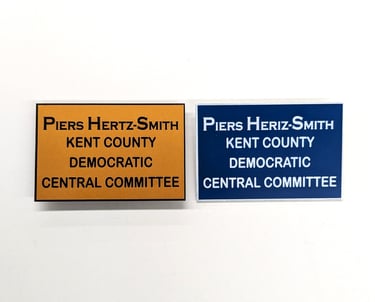 PIERS HERTZ-SMITH
KENT COUNTY
DEMOCRATIC
CENTRAL COMMITTEE
PIERS HERIZ-SMITH
KENT COUNTY
DEMOCRATIC
CENTRAL COMMITTEE